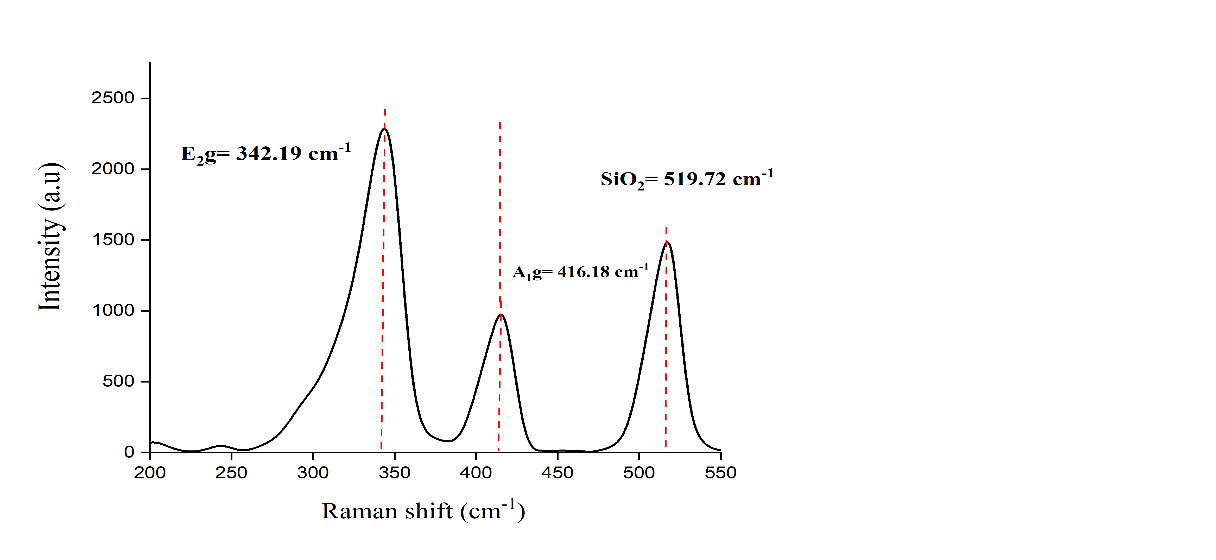 2500
2000
1500
1000
500
0
200 250 300 350 400 450 500 550
Intensity (a.u)
Raman shift (cm⁻¹)
E₂g= 342.19 cm⁻¹
A₁g= 416.18 cm⁻¹
SiO₂= 519.72 cm⁻¹